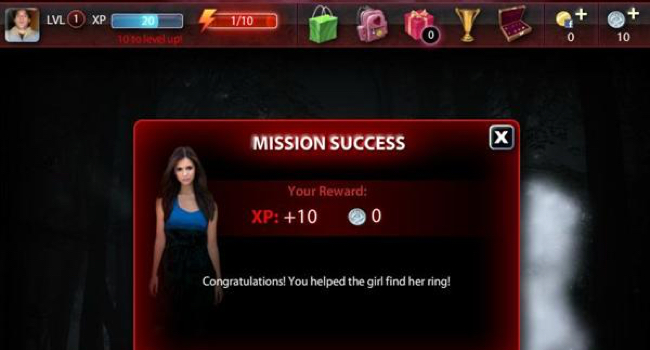 LVL 1 XP 20 1/10
10 to level up!
0
0
10
MISSION SUCCESS
X
Your Reward:
XP: +10 0
Congratulations! You helped the girl find her ring!